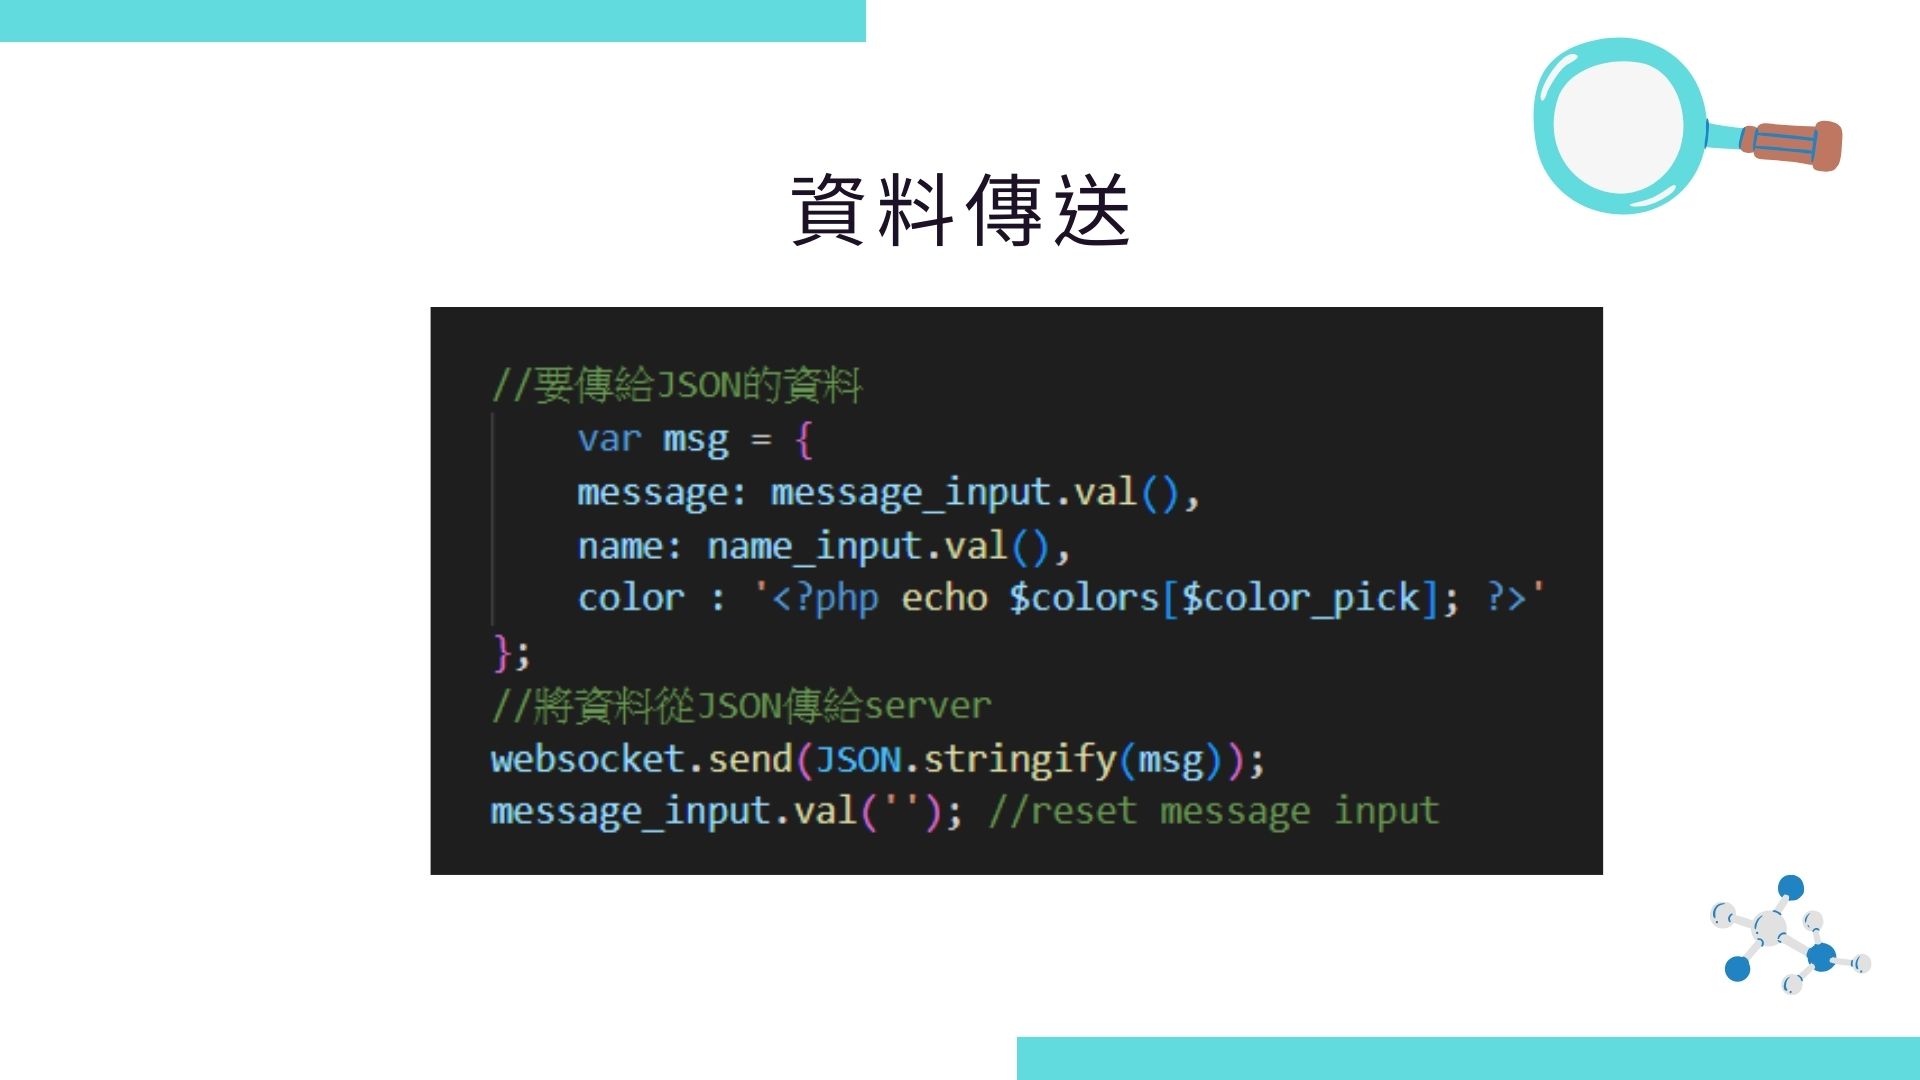 資料傳送
//要傳給JSON的資料
var msg = {
message: message_input.val(),
name: name_input.val(),
color : '<?php echo $colors[$color_pick]; ?>'
};
//將資料從JSON傳給server
websocket.send(JSON.stringify(msg));
message_input.val(''); //reset message input